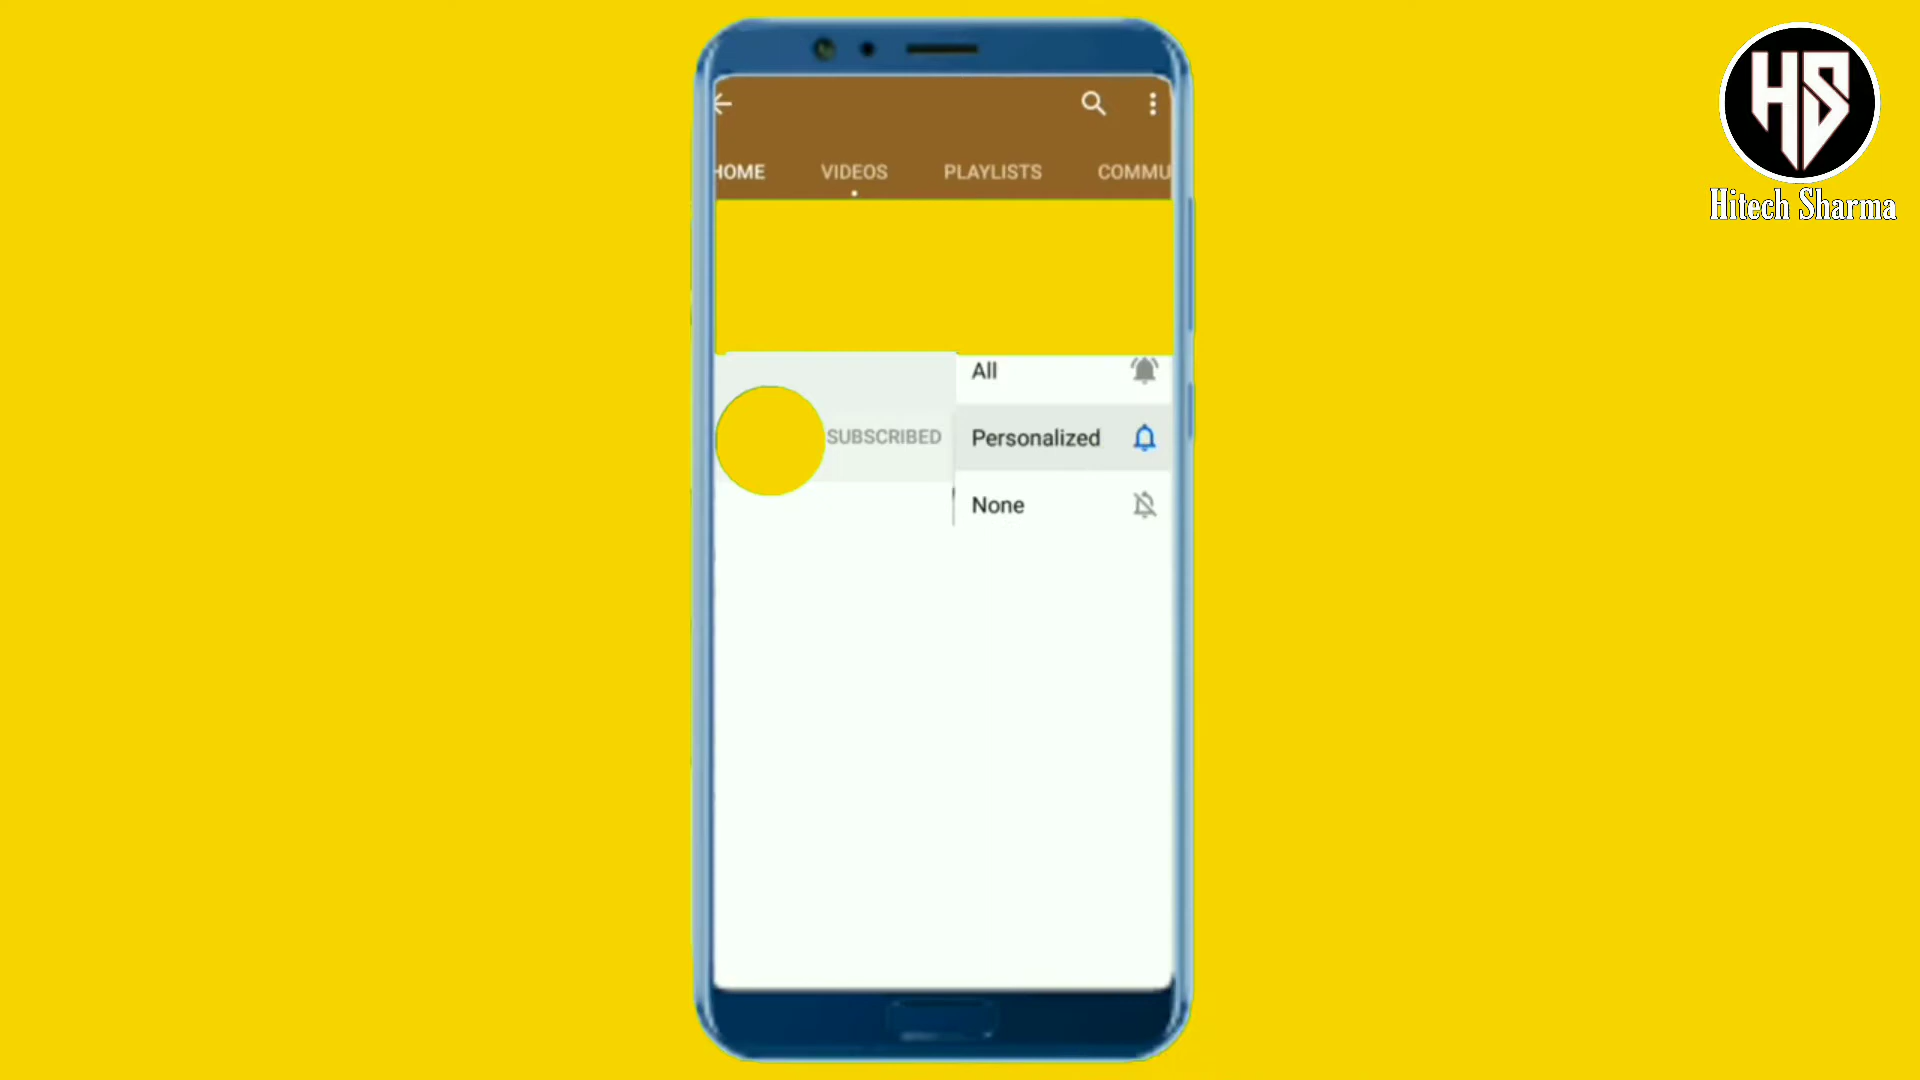 HS
Hitech Sharma
HOME VIDEOS PLAYLISTS COMMU
All
SUBSCRIBED Personalized
None